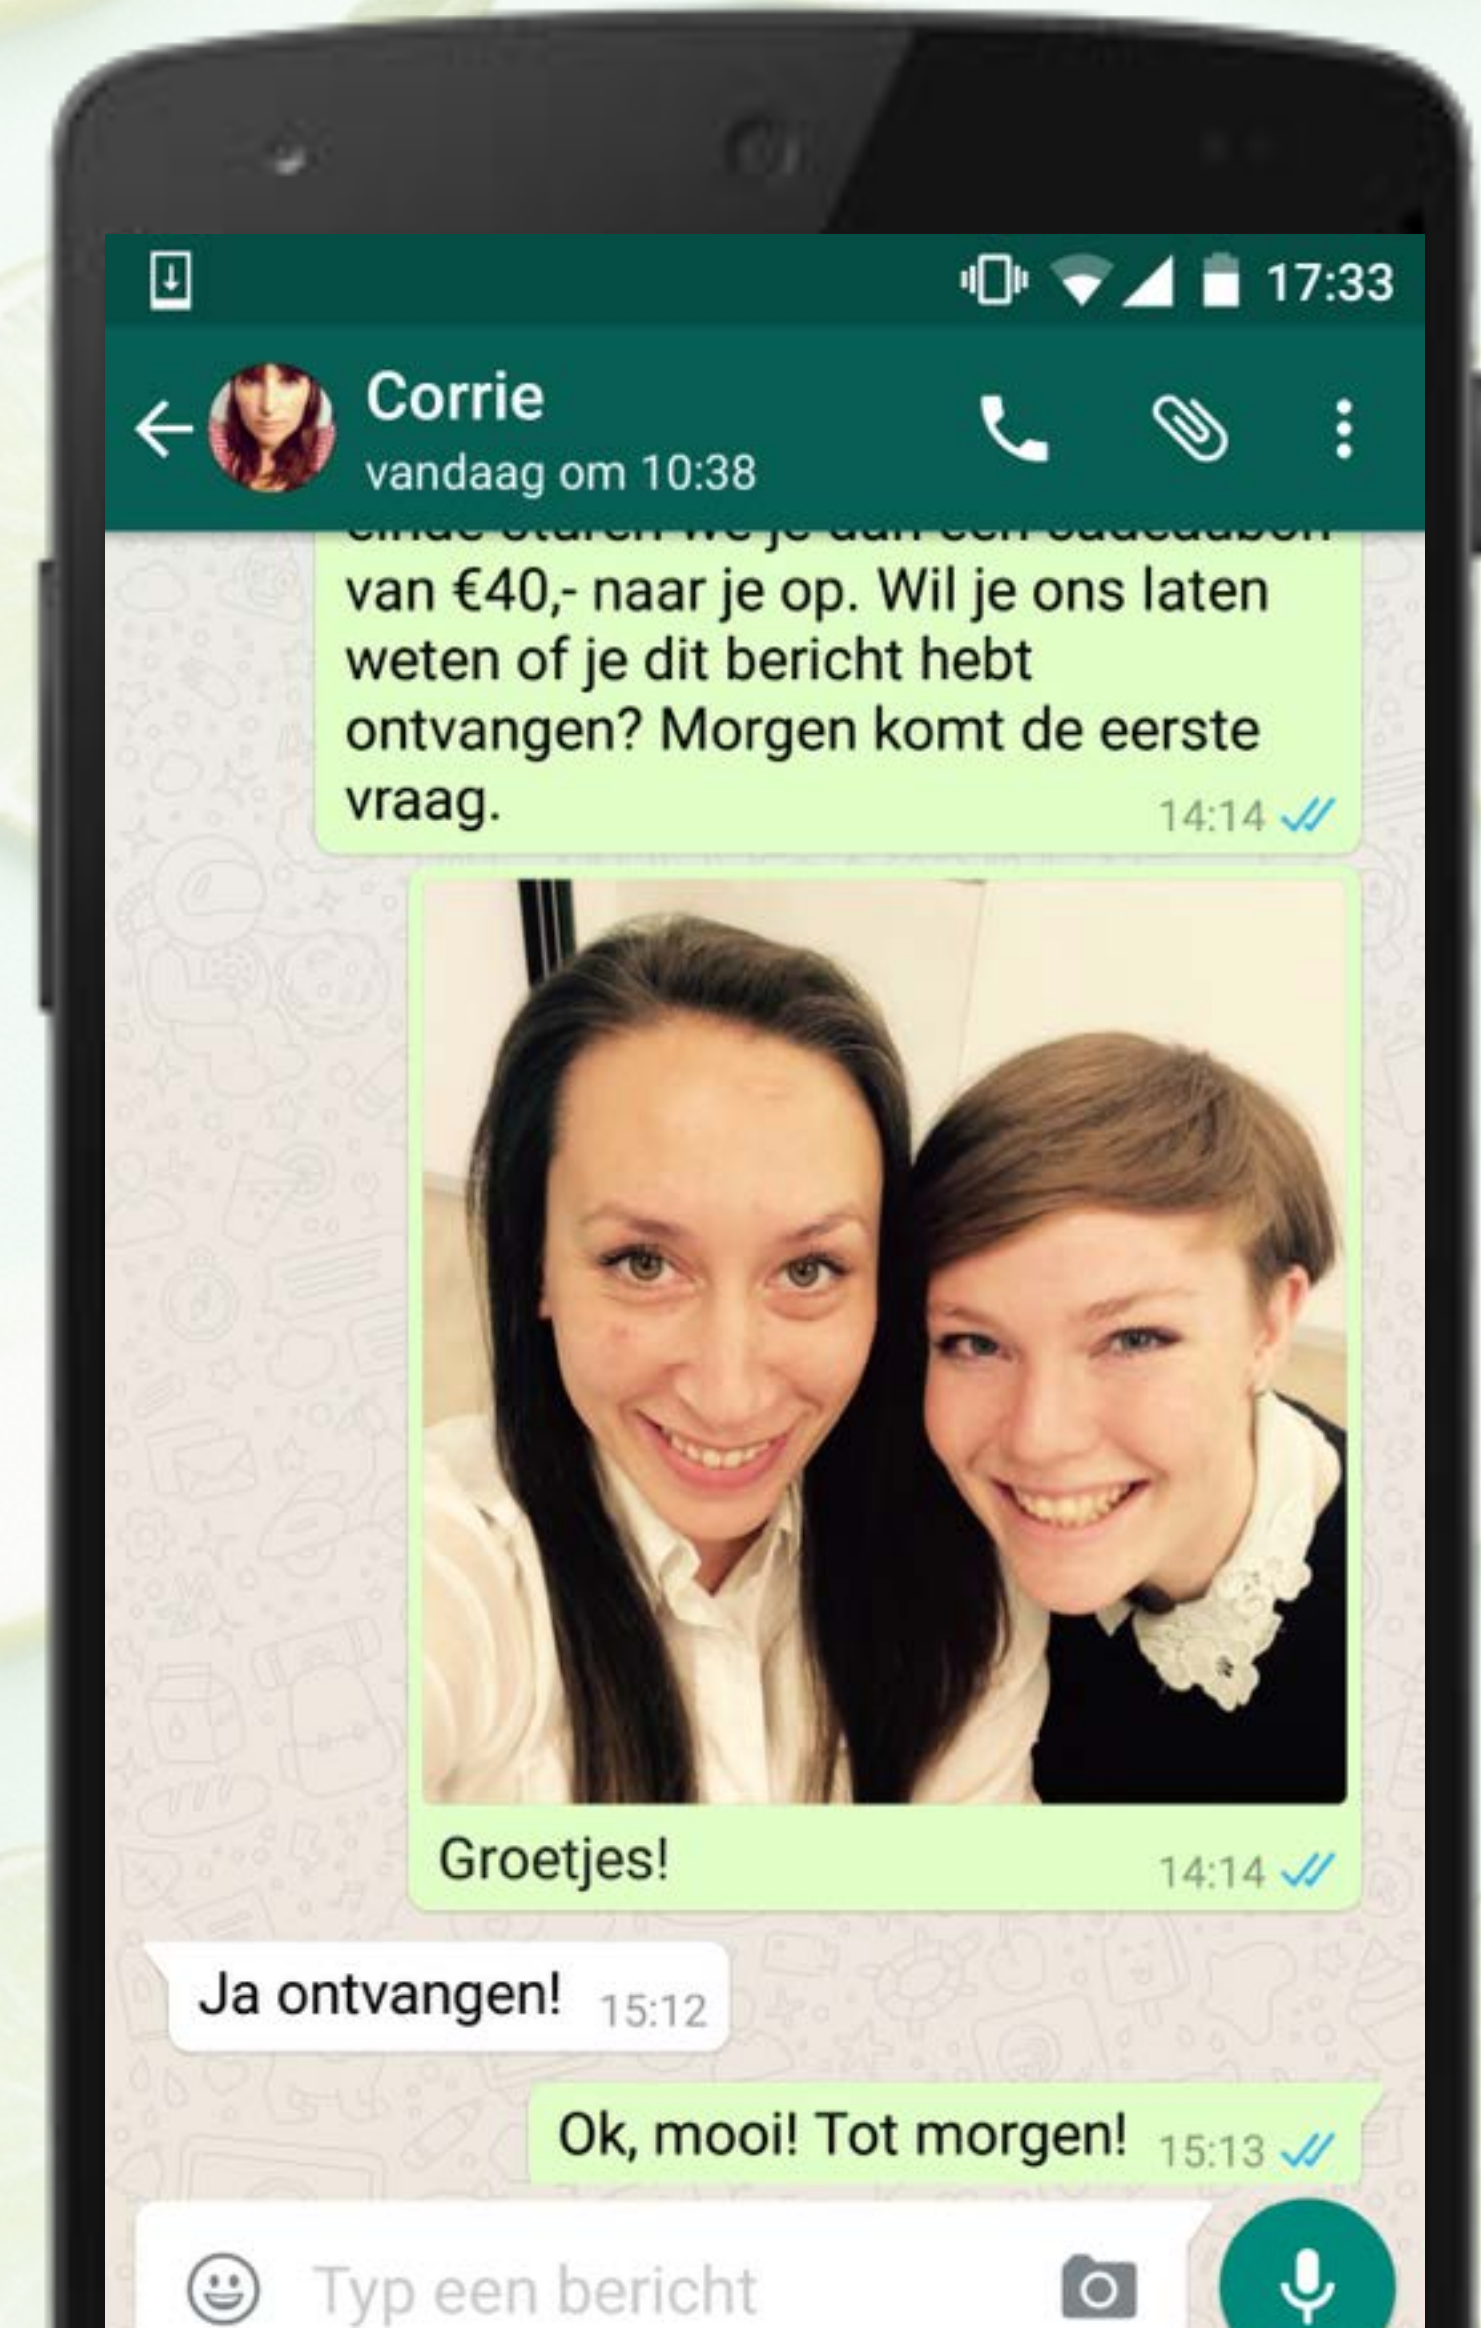 17:33
Corrie
vandaag om 10:38
van €40,- naar je op. Wil je ons laten
weten of je dit bericht hebt
ontvangen? Morgen komt de eerste
vraag.
14:14
Groetjes!
14:14
Ja ontvangen! 15:12
Ok, mooi! Tot morgen! 15:13
Typ een bericht